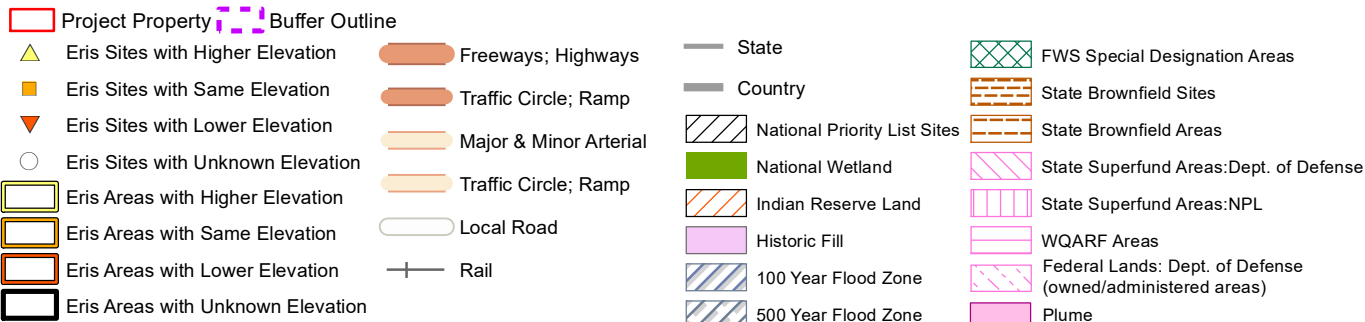 Project Property
Buffer Outline
Eris Sites with Higher Elevation
Eris Sites with Same Elevation
Eris Sites with Lower Elevation
Eris Sites with Unknown Elevation
Eris Areas with Higher Elevation
Eris Areas with Same Elevation
Eris Areas with Lower Elevation
Eris Areas with Unknown Elevation
Freeways; Highways
Traffic Circle; Ramp
Major & Minor Arterial
Traffic Circle; Ramp
Local Road
Rail
State
Country
National Priority List Sites
National Wetland
Indian Reserve Land
Historic Fill
100 Year Flood Zone
500 Year Flood Zone
FWS Special Designation Areas
State Brownfield Sites
State Brownfield Areas
State Superfund Areas:Dept. of Defense
State Superfund Areas:NPL
WQARF Areas
Federal Lands: Dept. of Defense
(owned/administered areas)
Plume